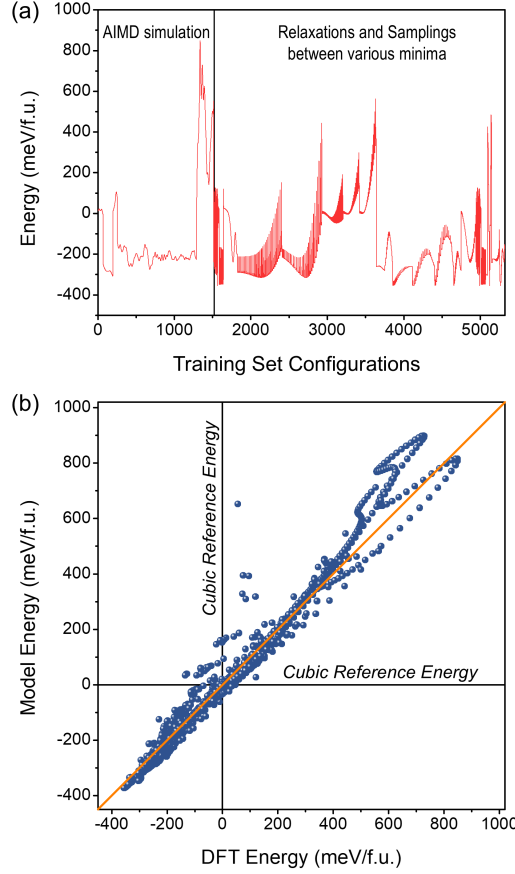 (a)
1000
800
600
400
200
0
-200
-400
Energy (meV/f.u.)
AIMD simulation
Relaxations and Samplings
between various minima
0 1000 2000 3000 4000 5000
Training Set Configurations
(b)
1000
800
600
400
200
0
-200
-400
Model Energy (meV/f.u.)
Cubic Reference Energy
Cubic Reference Energy
-400 -200 0 200 400 600 800 1000
DFT Energy (meV/f.u.)